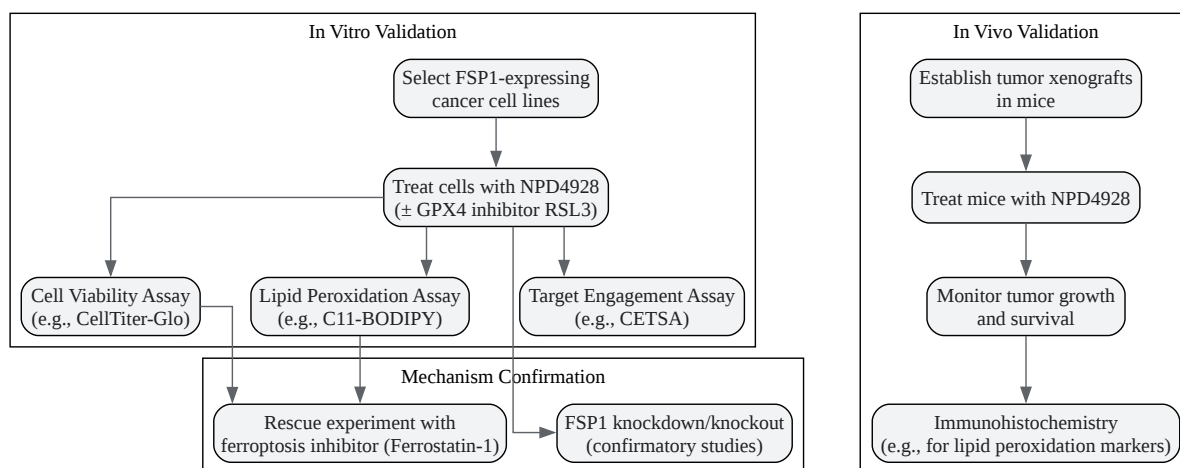 In Vitro Validation
Select FSP1-expressing
cancer cell lines
Treat cells with NPD4928
(± GPX4 inhibitor RSL3)
Cell Viability Assay
(e.g., CellTiter-Glo)
Lipid Peroxidation Assay
(e.g., C11-BODIPY)
Target Engagement Assay
(e.g., CETSA)
Mechanism Confirmation
Rescue experiment with
ferroptosis inhibitor (Ferrostatin-1)
FSP1 knockdown/knockout
(confirmatory studies)
In Vivo Validation
Establish tumor xenografts
in mice
Treat mice with NPD4928
Monitor tumor growth
and survival
Immunohistochemistry
(e.g., for lipid peroxidation markers)